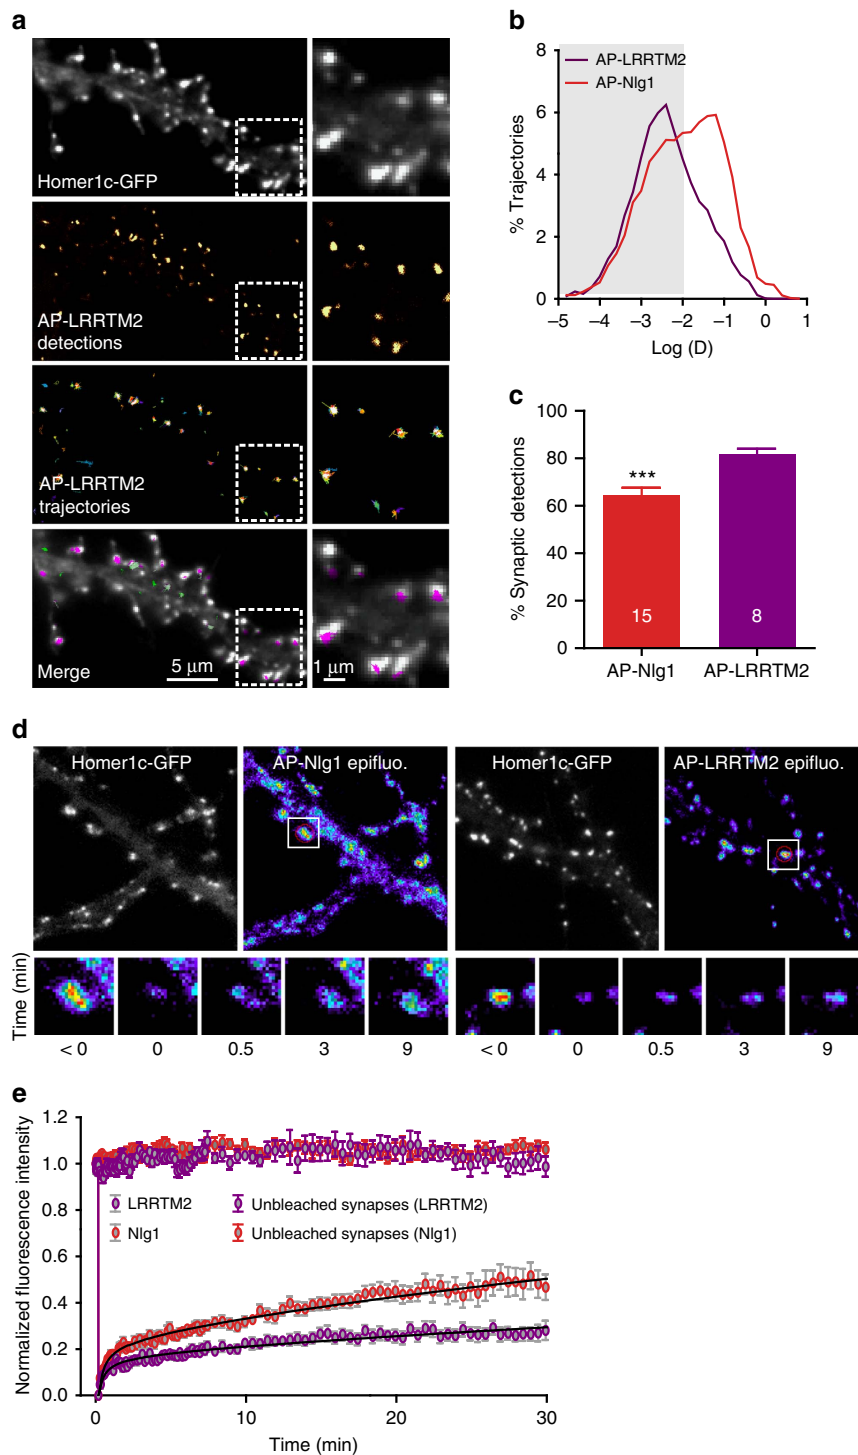 a
Homer1c-GFP
AP-LRRTM2
detections
AP-LRRTM2
trajectories
Merge
5 μm
1 μm
b
8
6
4
2
0
% Trajectories
AP-LRRTM2
AP-Nlg1
–5 –4 –3 –2 –1 0 1
Log (D)
c
100
80
60
40
20
0
% Synaptic detections
***
15
8
AP-Nlg1
AP-LRRTM2
d
Homer1c-GFP
AP-Nlg1 epifluo.
Homer1c-GFP
AP-LRRTM2 epifluo.
Time (min)
< 0 0 0.5 3 9
< 0 0 0.5 3 9
e
1.2
1.0
0.8
0.6
0.4
0.2
0.0
Normalized fluorescence intensity
LRRTM2
Unbleached synapses (LRRTM2)
Nlg1
Unbleached synapses (Nlg1)
0 10 20 30
Time (min)